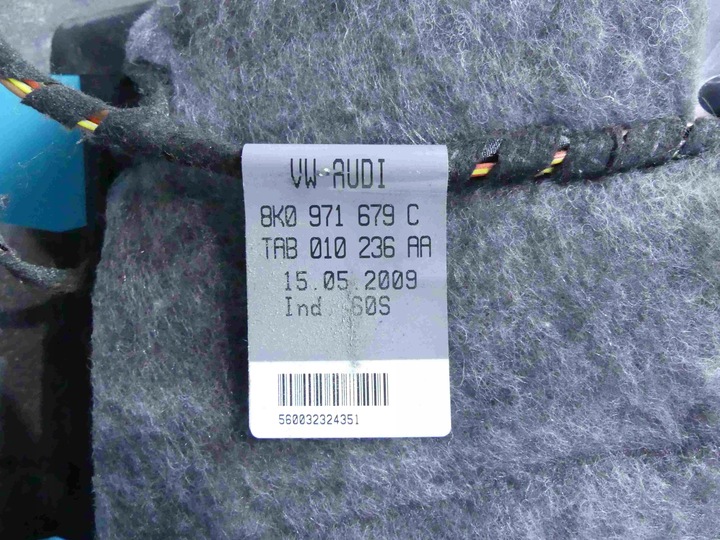 VW-AUDI
8K0 971 679 C
TAB 010 236 AA
15.05.2009
Ind. 60S
560032324351